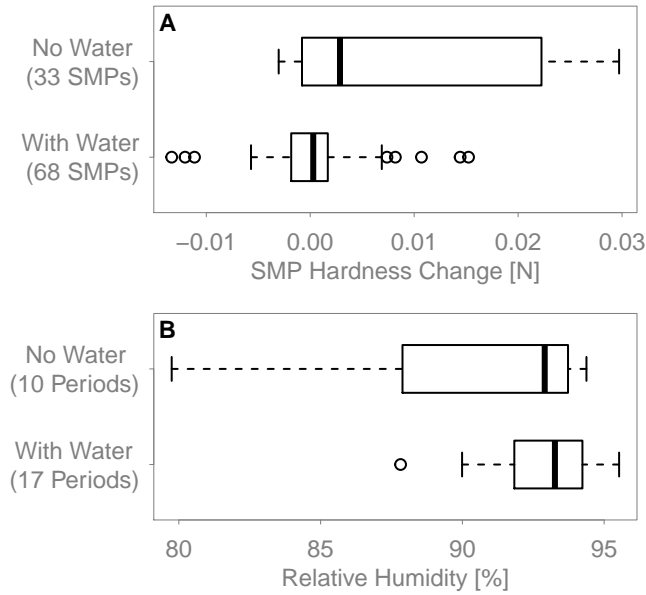 A
No Water
(33 SMPs)
With Water
(68 SMPs)
−0.01 0.00 0.01 0.02 0.03
SMP Hardness Change [N]
B
No Water
(10 Periods)
With Water
(17 Periods)
80 85 90 95
Relative Humidity [%]